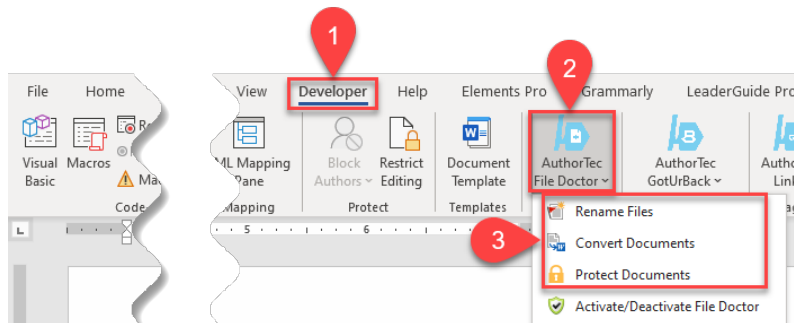 1
2
File Home View Developer Help Elements Pro Grammarly LeaderGuide Pro
Visual Basic
Macros
Mapping Pane
Block Authors
Restrict Editing
Document Template
AuthorTec File Doctor
AuthorTec GotUrBack
Code
Mapping
Protect
Templates
L
5 6
3
Rename Files
Convert Documents
Protect Documents
Activate/Deactivate File Doctor